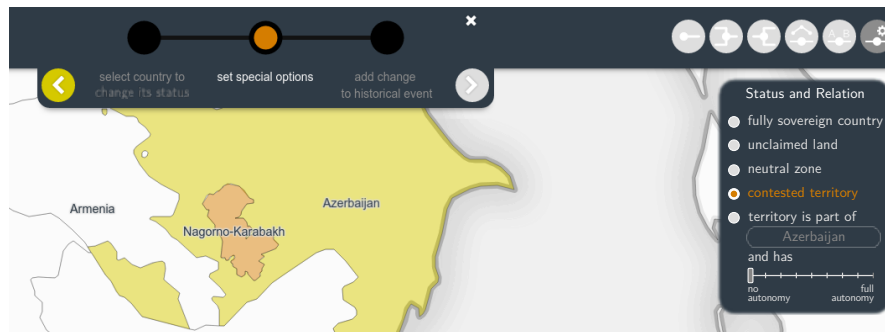 select country to
change its status
set special options
add change
to historical event
A B
Status and Relation
fully sovereign country
unclaimed land
neutral zone
contested territory
territory is part of
Azerbaijan
and has
no
autonomy
full
autonomy
Armenia
Azerbaijan
Nagorno-Karabakh